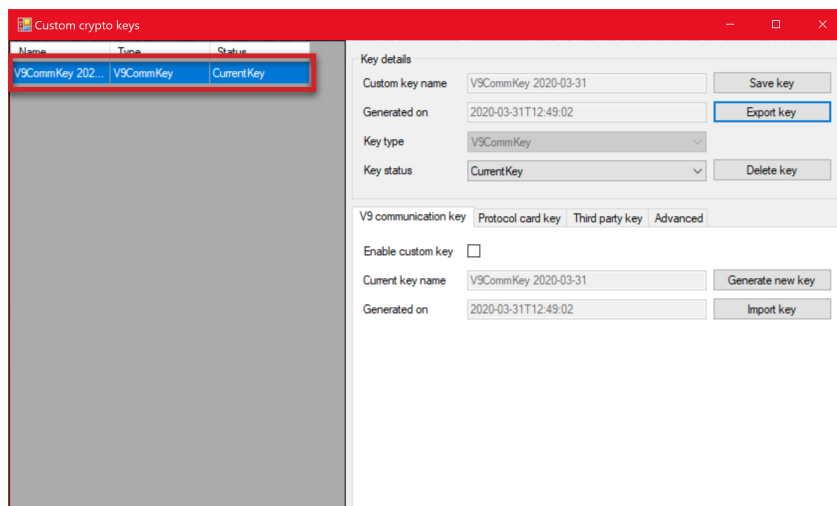 Custom crypto keys
Name Type Status
V9CommKey 202... V9CommKey CurrentKey
Key details
Custom key name V9CommKey 2020-03-31 Save key
Generated on 2020-03-31T12:49:02 Export key
Key type V9CommKey
Key status CurrentKey Delete key
V9 communication key Protocol card key Third party key Advanced
Enable custom key
Current key name V9CommKey 2020-03-31 Generate new key
Generated on 2020-03-31T12:49:02 Import key